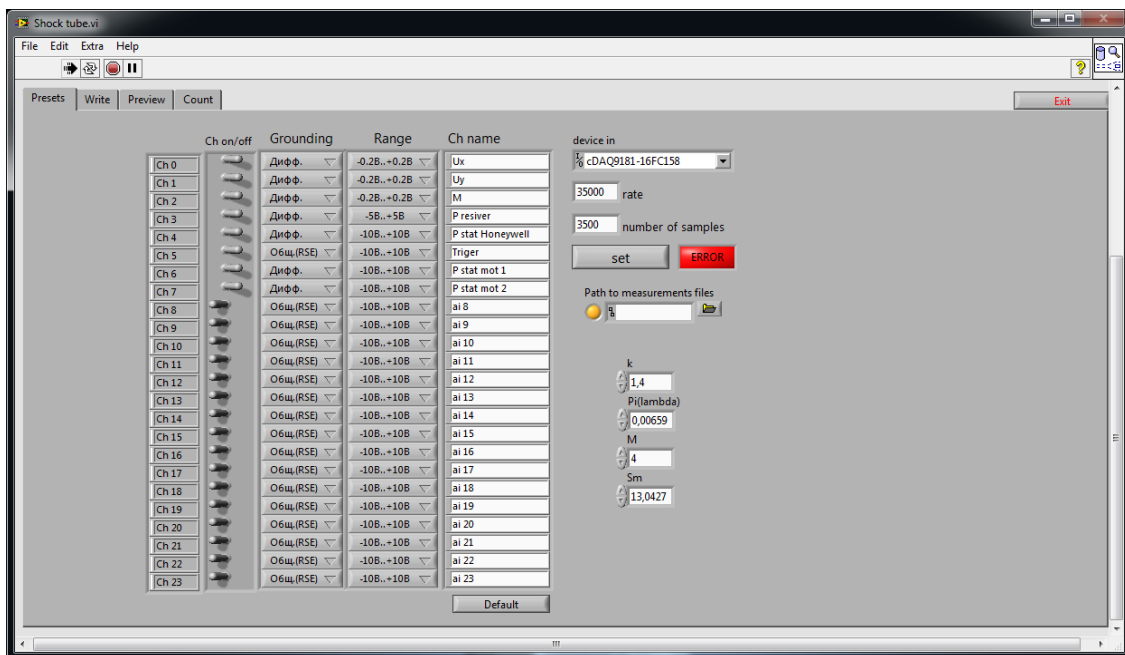 Shock tube.vi
File Edit Extra Help
Presets Write Preview Count Exit
Ch on/off Grounding Range Ch name device in
Ch 0 Дифф. -0.2В..+0.2В Ux cDAQ9181-16FC158
Ch 1 Дифф. -0.2В..+0.2В Uy
Ch 2 Дифф. -0.2В..+0.2В M 35000 rate
Ch 3 Дифф. -5В..+5В P resiver
Ch 4 Дифф. -10В..+10В P stat Honeywell 3500 number of samples
Ch 5 Общ.(RSE) -10В..+10В Triger set ERROR
Ch 6 Дифф. -10В..+10В P stat mot 1
Ch 7 Дифф. -10В..+10В P stat mot 2 Path to measurements files
Ch 8 Общ.(RSE) -10В..+10В ai 8
Ch 9 Общ.(RSE) -10В..+10В ai 9
Ch 10 Общ.(RSE) -10В..+10В ai 10
Ch 11 Общ.(RSE) -10В..+10В ai 11 k
Ch 12 Общ.(RSE) -10В..+10В ai 12 1,4
Ch 13 Общ.(RSE) -10В..+10В ai 13 Pi(lambda)
Ch 14 Общ.(RSE) -10В..+10В ai 14 0,00659
Ch 15 Общ.(RSE) -10В..+10В ai 15 M
Ch 16 Общ.(RSE) -10В..+10В ai 16 4
Ch 17 Общ.(RSE) -10В..+10В ai 17 Sm
Ch 18 Общ.(RSE) -10В..+10В ai 18 13,0427
Ch 19 Общ.(RSE) -10В..+10В ai 19
Ch 20 Общ.(RSE) -10В..+10В ai 20
Ch 21 Общ.(RSE) -10В..+10В ai 21
Ch 22 Общ.(RSE) -10В..+10В ai 22
Ch 23 Общ.(RSE) -10В..+10В ai 23
Default